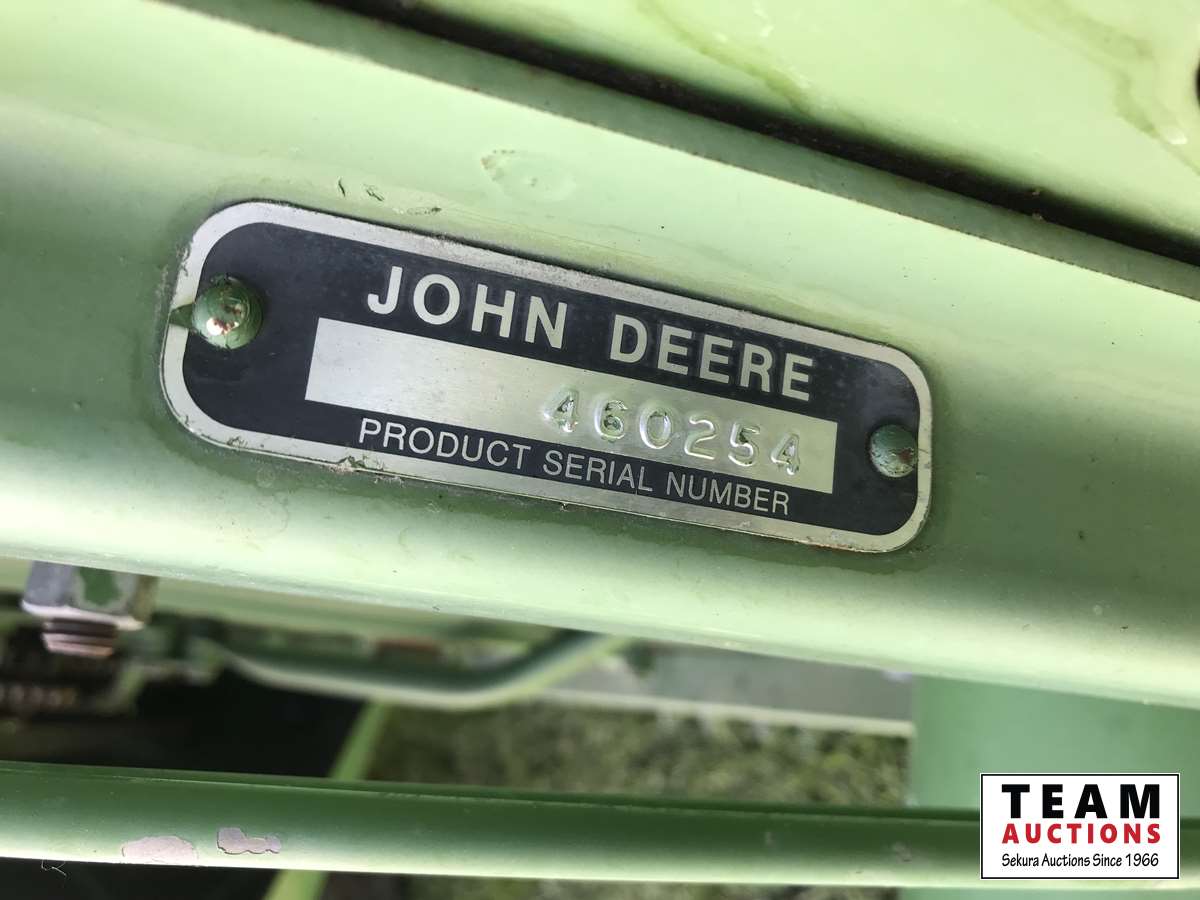 JOHN DEERE
460254
PRODUCT SERIAL NUMBER
TEAM
AUCTIONS
Sekura Auctions Since 1966